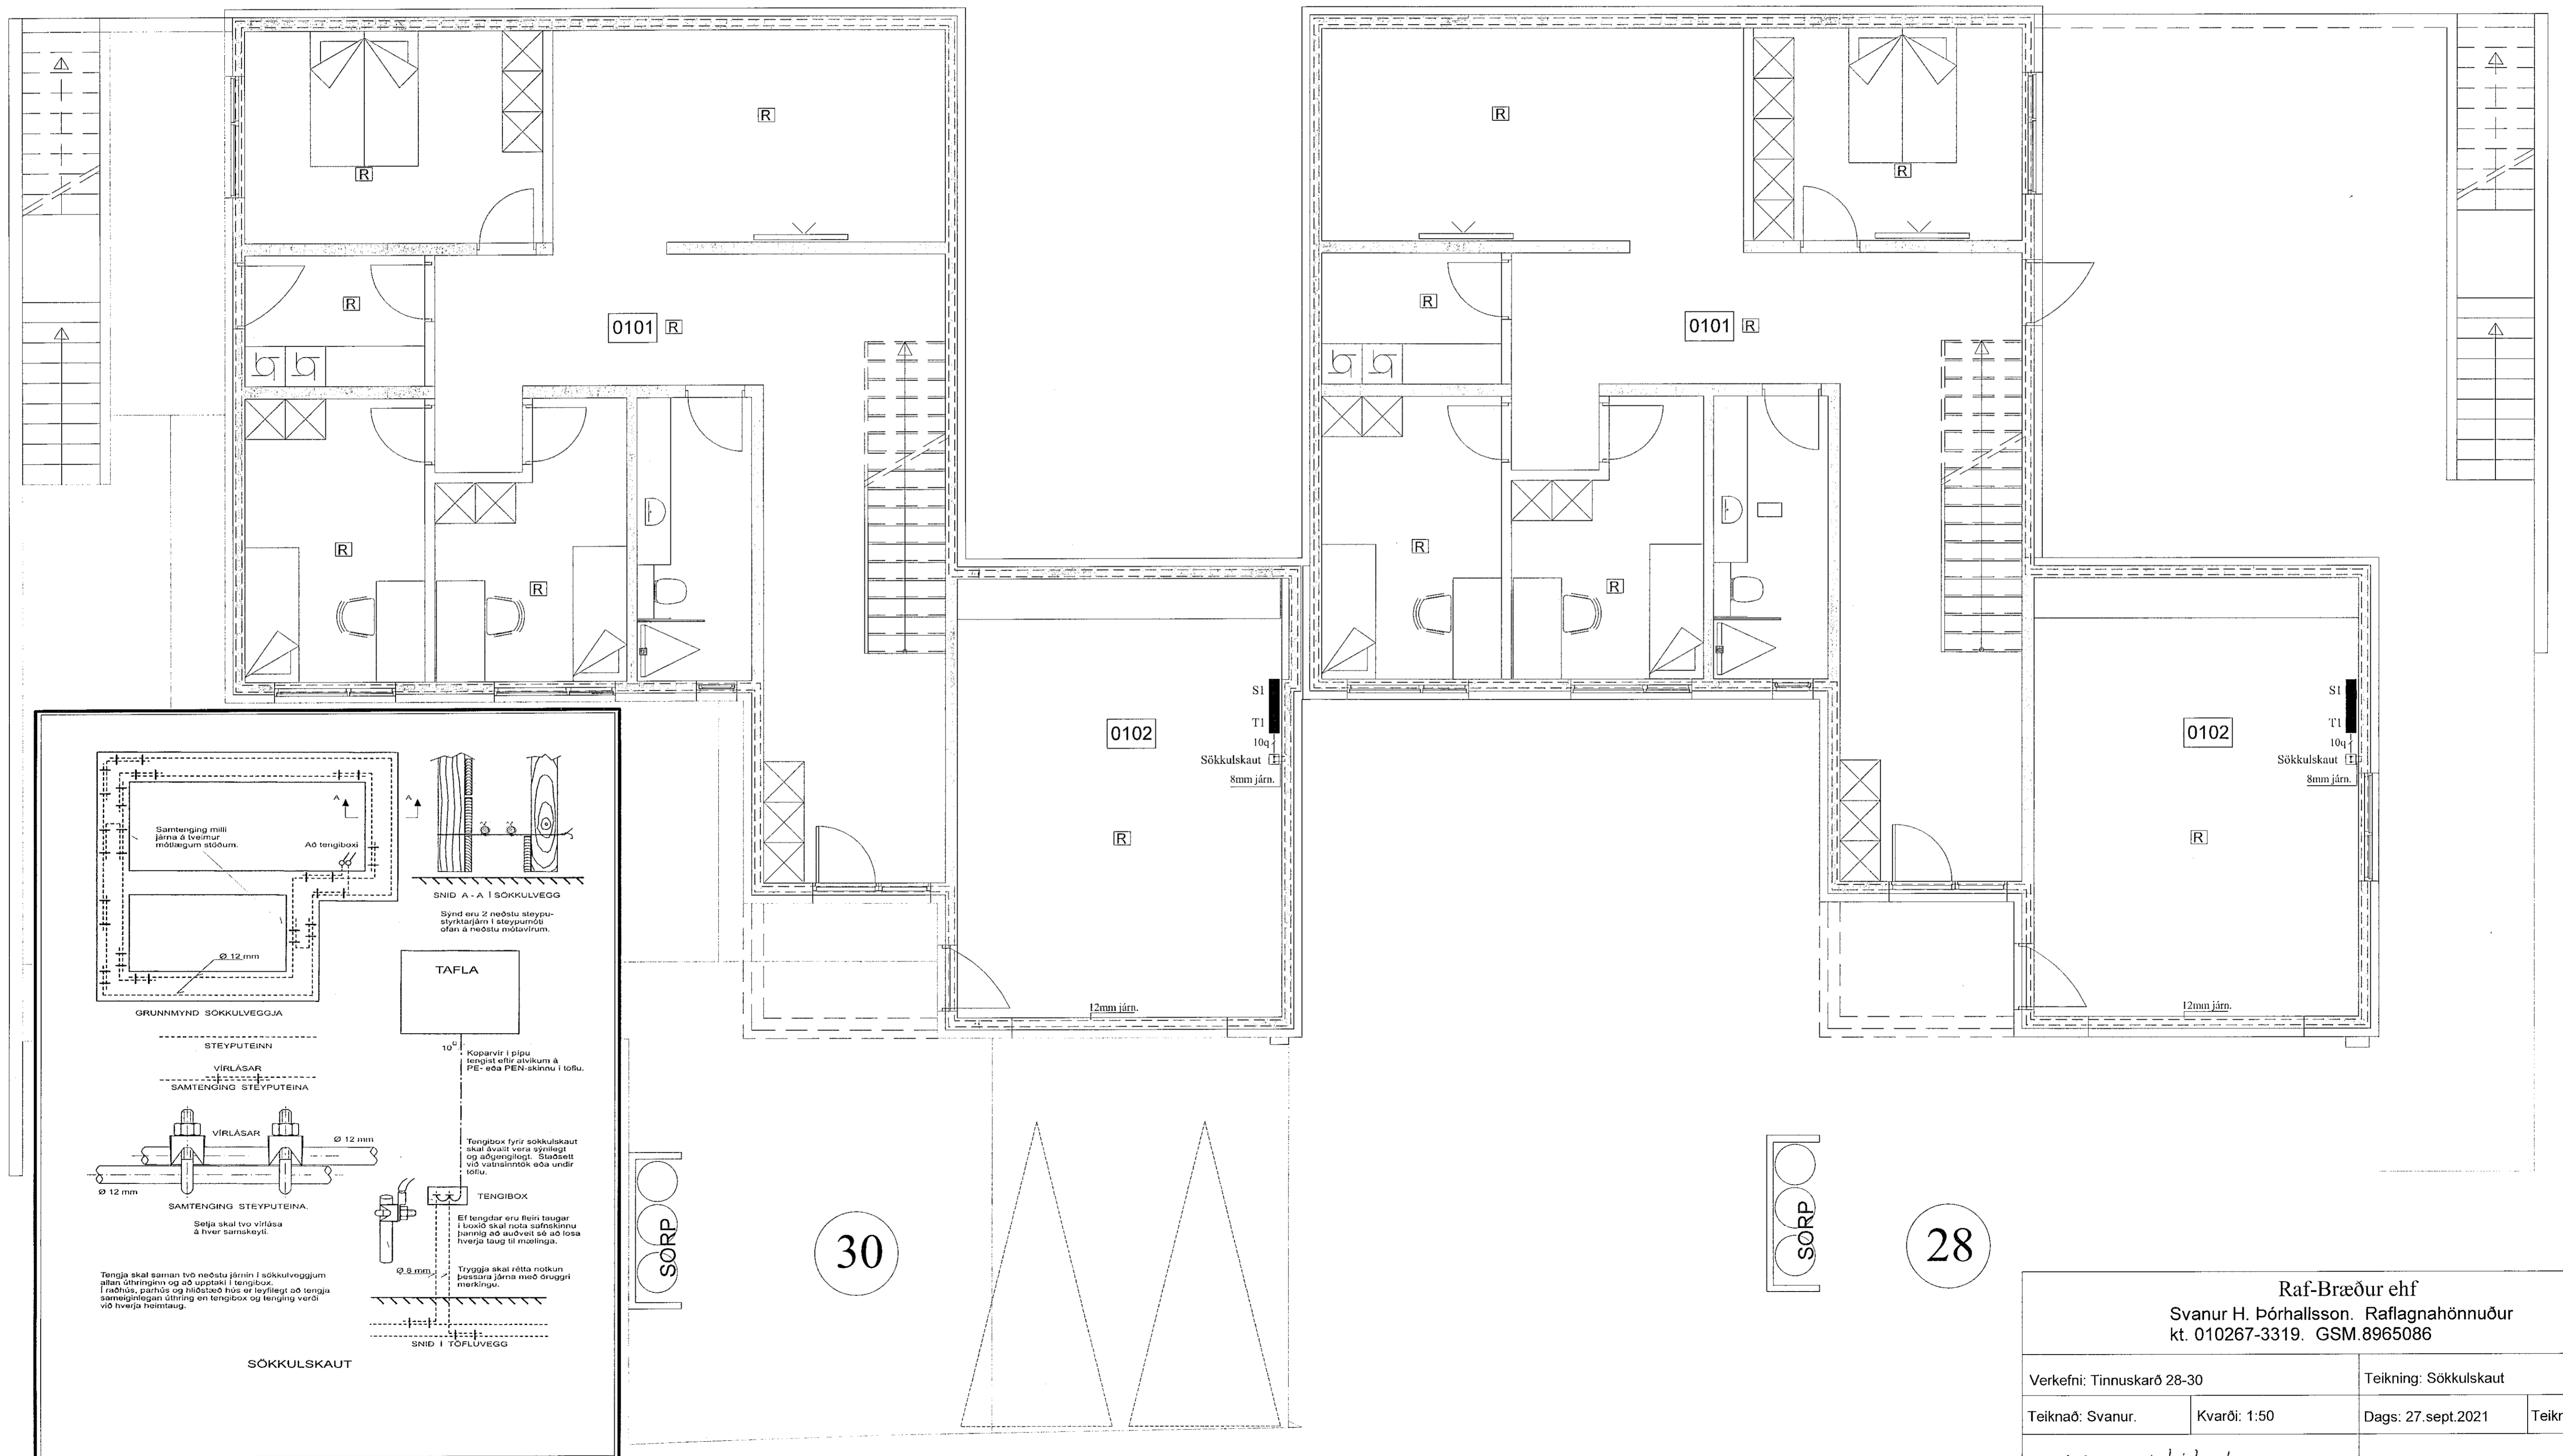 R
R
R
R
R
R
0101 R
0101 R
R
R
R
R
S1
T1
10q
Sökkulskaut
8mm járn.
0102
R
12mm járn.
S1
T1
10q
Sökkulskaut
8mm járn.
0102
R
12mm járn.
Samtenging milli
járna á tveimur
mótlægum stöðum.
Að tengiboxi
A
A
Ø 12 mm
GRUNNMYND SÖKKULVEGGJA
STEYPUTEINN
VÍRLÁSAR
SAMTENGING STEYPUTEINA
VÍRLÁSAR
Ø 12 mm
Ø 12 mm
SAMTENGING STEYPUTEINA.
Setja skal tvo vírlása
á hver samskeyti.
Tengja skal saman tvö neðstu járnin í sökkulveggjum
allan úthringinn og að upptaki í tengibox.
Í raðhús, parhús og hliðstæð hús er leyfilegt að tengja
sameiginlegan úthring en tengibox og tenging verði
við hverja heimtaug.
SNIÐ A - A Í SÖKKULVEGG
Sýnd eru 2 neðstu steypu-
styrktarjárn í steypumóti
ofan á neðstu mótavírum.
TAFLA
10q
Koparvír í pípu
tengist eftir atvikum á
PE- eða PEN-skinnu í töflu.
Tengibox fyrir sökkulskaut
skal ávallt vera sýnilegt
og aðgengilegt. Staðsett
við vatnsinntök eða undir
töflu.
TENGIBOX
Ef tengdar eru fleiri taugar
í boxið skal nota safnskinnu
þannig að auðvelt sé að losa
hverja taug til mælinga.
Ø 8 mm
Tryggja skal rétta notkun
þessara járna með öruggri
merkingu.
SNIÐ Í TÖFLUVEGG
SÖKKULSKAUT
SORP
30
SORP
28
Raf-Bræður ehf
Svanur H. Þórhallsson. Raflagnahönnuður
kt. 010267-3319. GSM.8965086
Verkefni: Tinnuskarð 28-30
Teikning: Sökkulskaut
Teiknað: Svanur.
Kvarði: 1:50
Dags: 27.sept.2021
Teikn